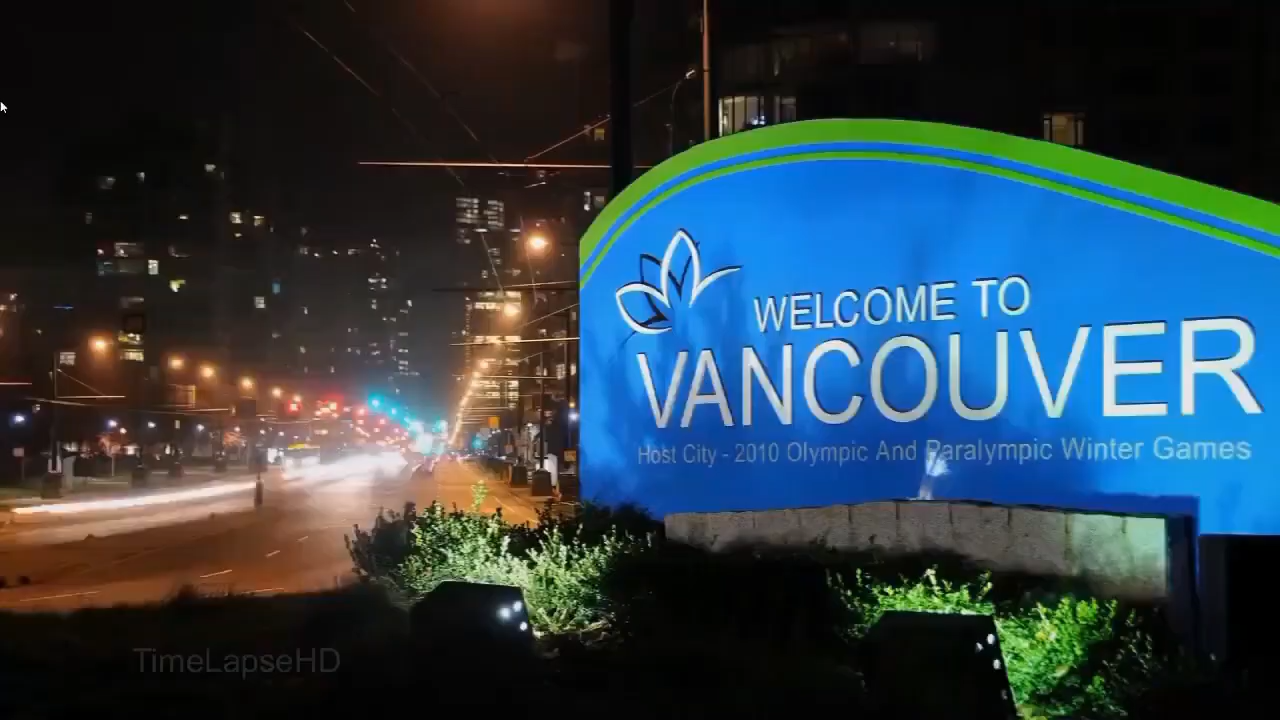 WELCOME TO
VANCOUVER
Host City - 2010 Olympic And Paralympic Winter Games
TimeLapseHD